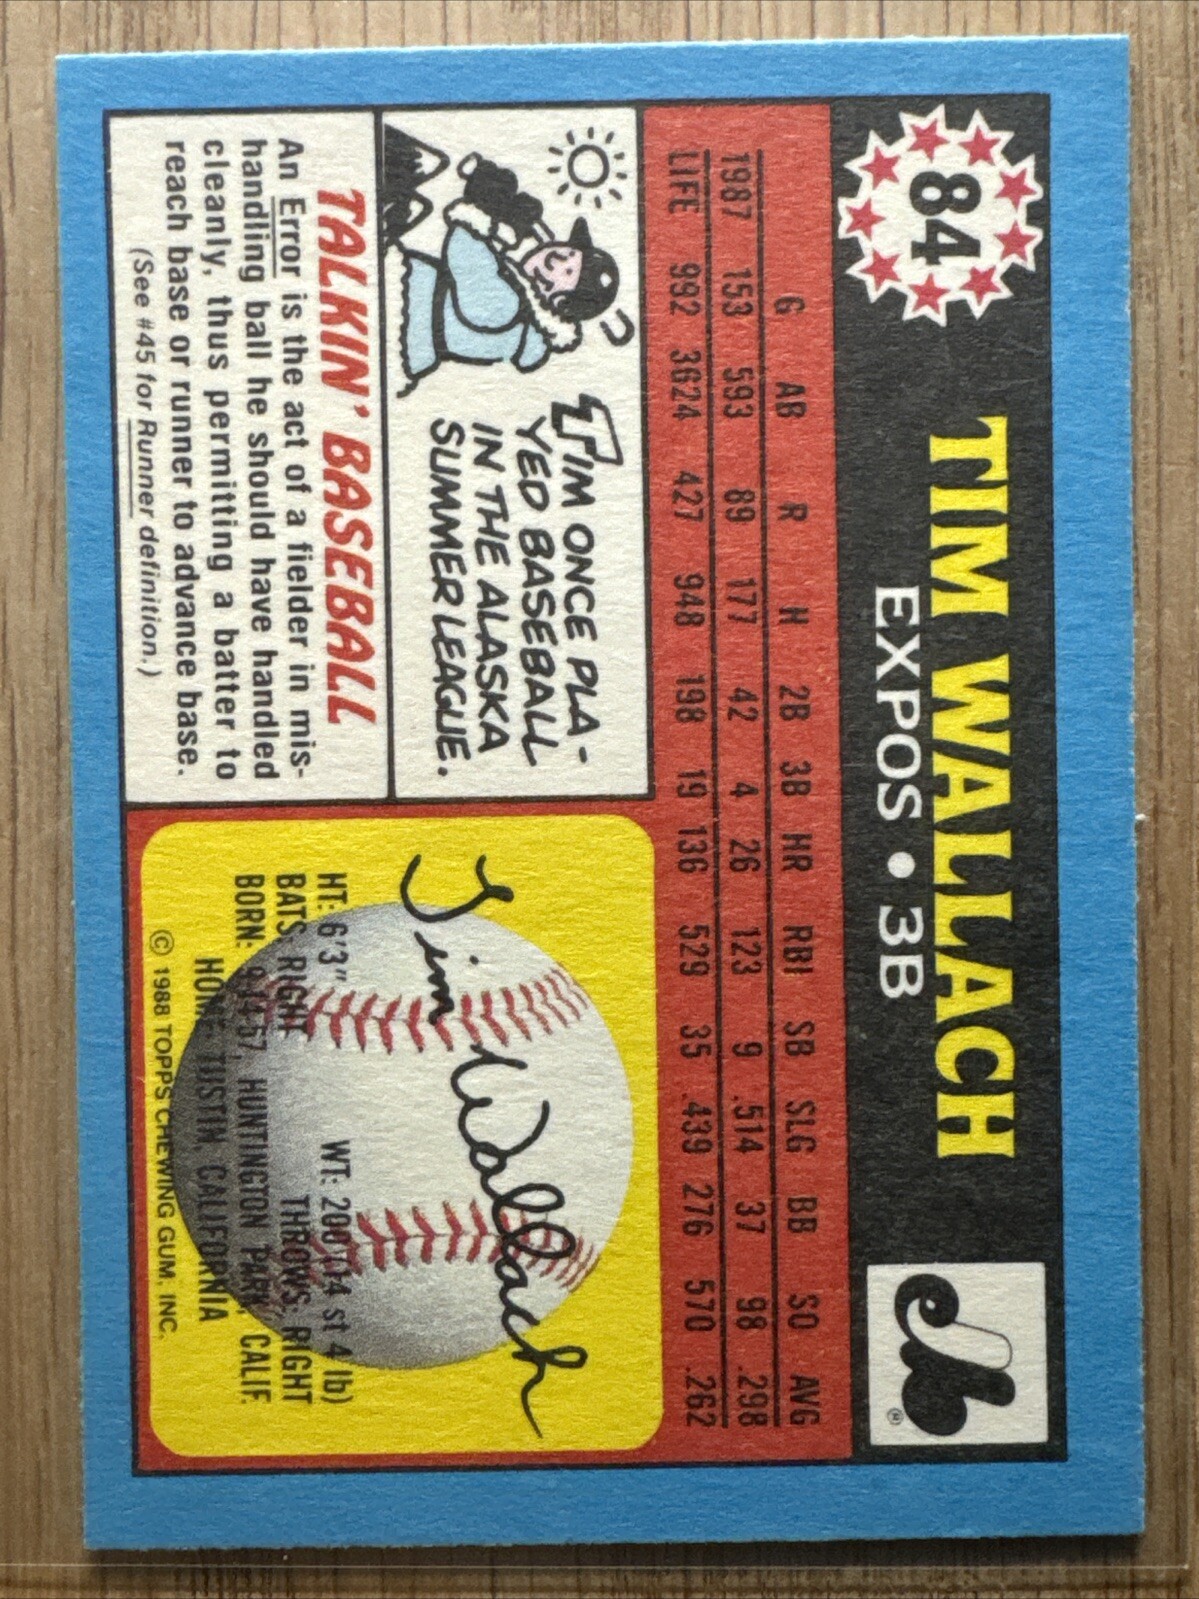 84
TIM WALLACH
EXPOS • 3B
G AB R H 2B 3B HR RBI SB SLG BB SO AVG
1987 153 593 89 177 42 4 26 123 9 .514 37 98 .298
LIFE 992 3624 427 948 198 19 136 529 35 .439 276 570 .262
TIM ONCE PLA-
YED BASEBALL
IN THE ALASKA
SUMMER LEAGUE.
TALKIN' BASEBALL
An Error is the act of a fielder in mis-
handling ball he should have handled
cleanly, thus permitting a batter to
reach base or runner to advance base.
(See #45 for Runner definition.)
Tim Wallach
HT: 6'3" WT: 200 (14 st 4 lb)
BATS: RIGHT THROWS: RIGHT
BORN: 9-14-57, HUNTINGTON PARK, CALIF.
HOME: TUSTIN, CALIFORNIA
© 1988 TOPPS CHEWING GUM, INC.
eb